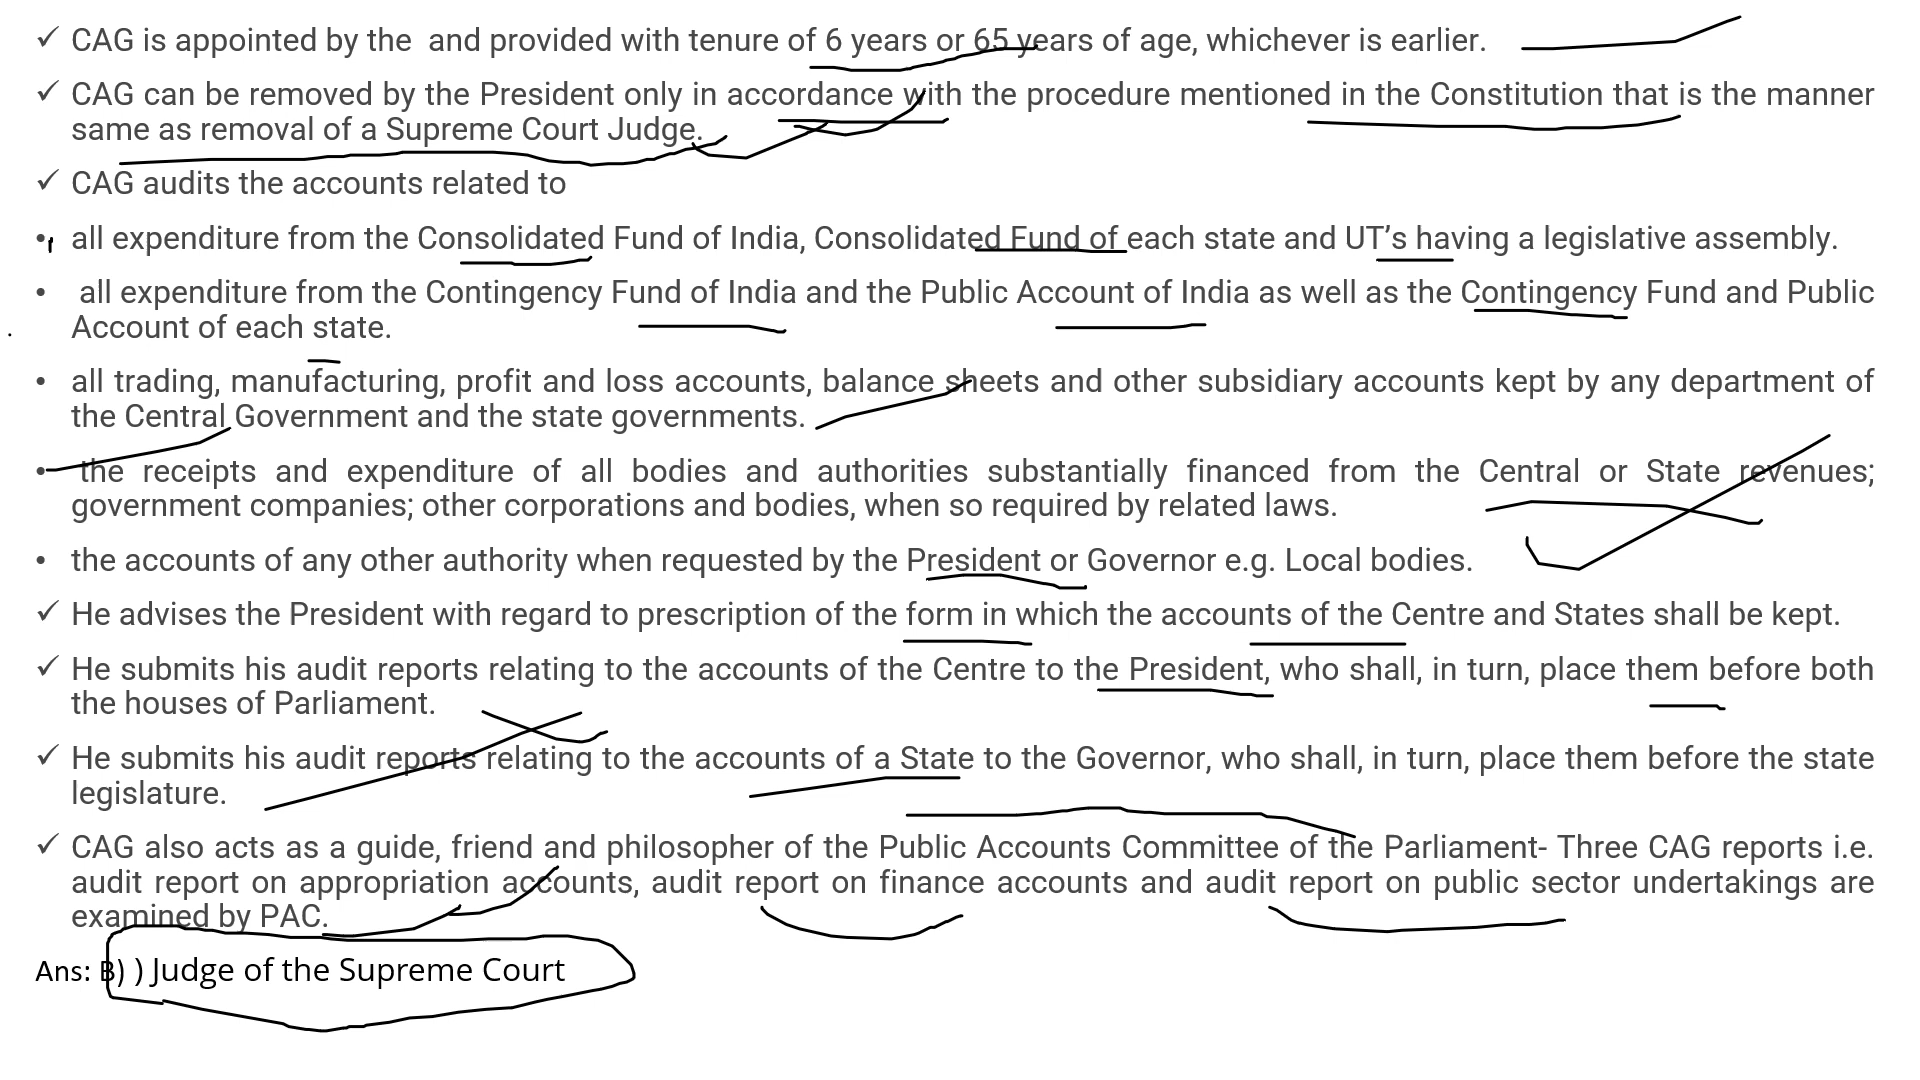 ✓ CAG is appointed by the  and provided with tenure of 6 years or 65 years of age, whichever is earlier.
✓ CAG can be removed by the President only in accordance with the procedure mentioned in the Constitution that is the manner
same as removal of a Supreme Court Judge.
✓ CAG audits the accounts related to
• all expenditure from the Consolidated Fund of India, Consolidated Fund of each state and UT’s having a legislative assembly.
• all expenditure from the Contingency Fund of India and the Public Account of India as well as the Contingency Fund and Public
Account of each state.
• all trading, manufacturing, profit and loss accounts, balance sheets and other subsidiary accounts kept by any department of
the Central Government and the state governments.
• the receipts and expenditure of all bodies and authorities substantially financed from the Central or State revenues;
government companies; other corporations and bodies, when so required by related laws.
• the accounts of any other authority when requested by the President or Governor e.g. Local bodies.
✓ He advises the President with regard to prescription of the form in which the accounts of the Centre and States shall be kept.
✓ He submits his audit reports relating to the accounts of the Centre to the President, who shall, in turn, place them before both
the houses of Parliament.
✓ He submits his audit reports relating to the accounts of a State to the Governor, who shall, in turn, place them before the state
legislature.
✓ CAG also acts as a guide, friend and philosopher of the Public Accounts Committee of the Parliament- Three CAG reports i.e.
audit report on appropriation accounts, audit report on finance accounts and audit report on public sector undertakings are
examined by PAC.
Ans: B) ) Judge of the Supreme Court